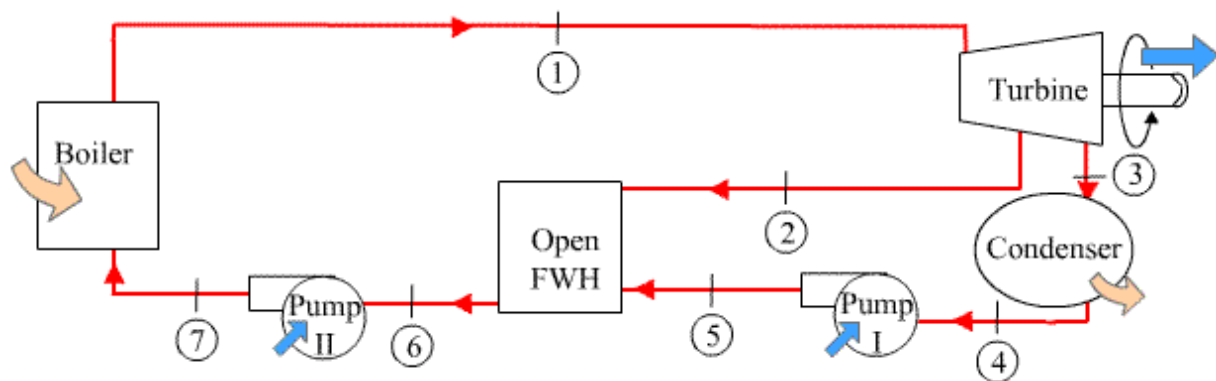 1
Turbine
Boiler
3
2
Open
FWH
Condenser
Pump
I
Pump
II
7
6
5
4